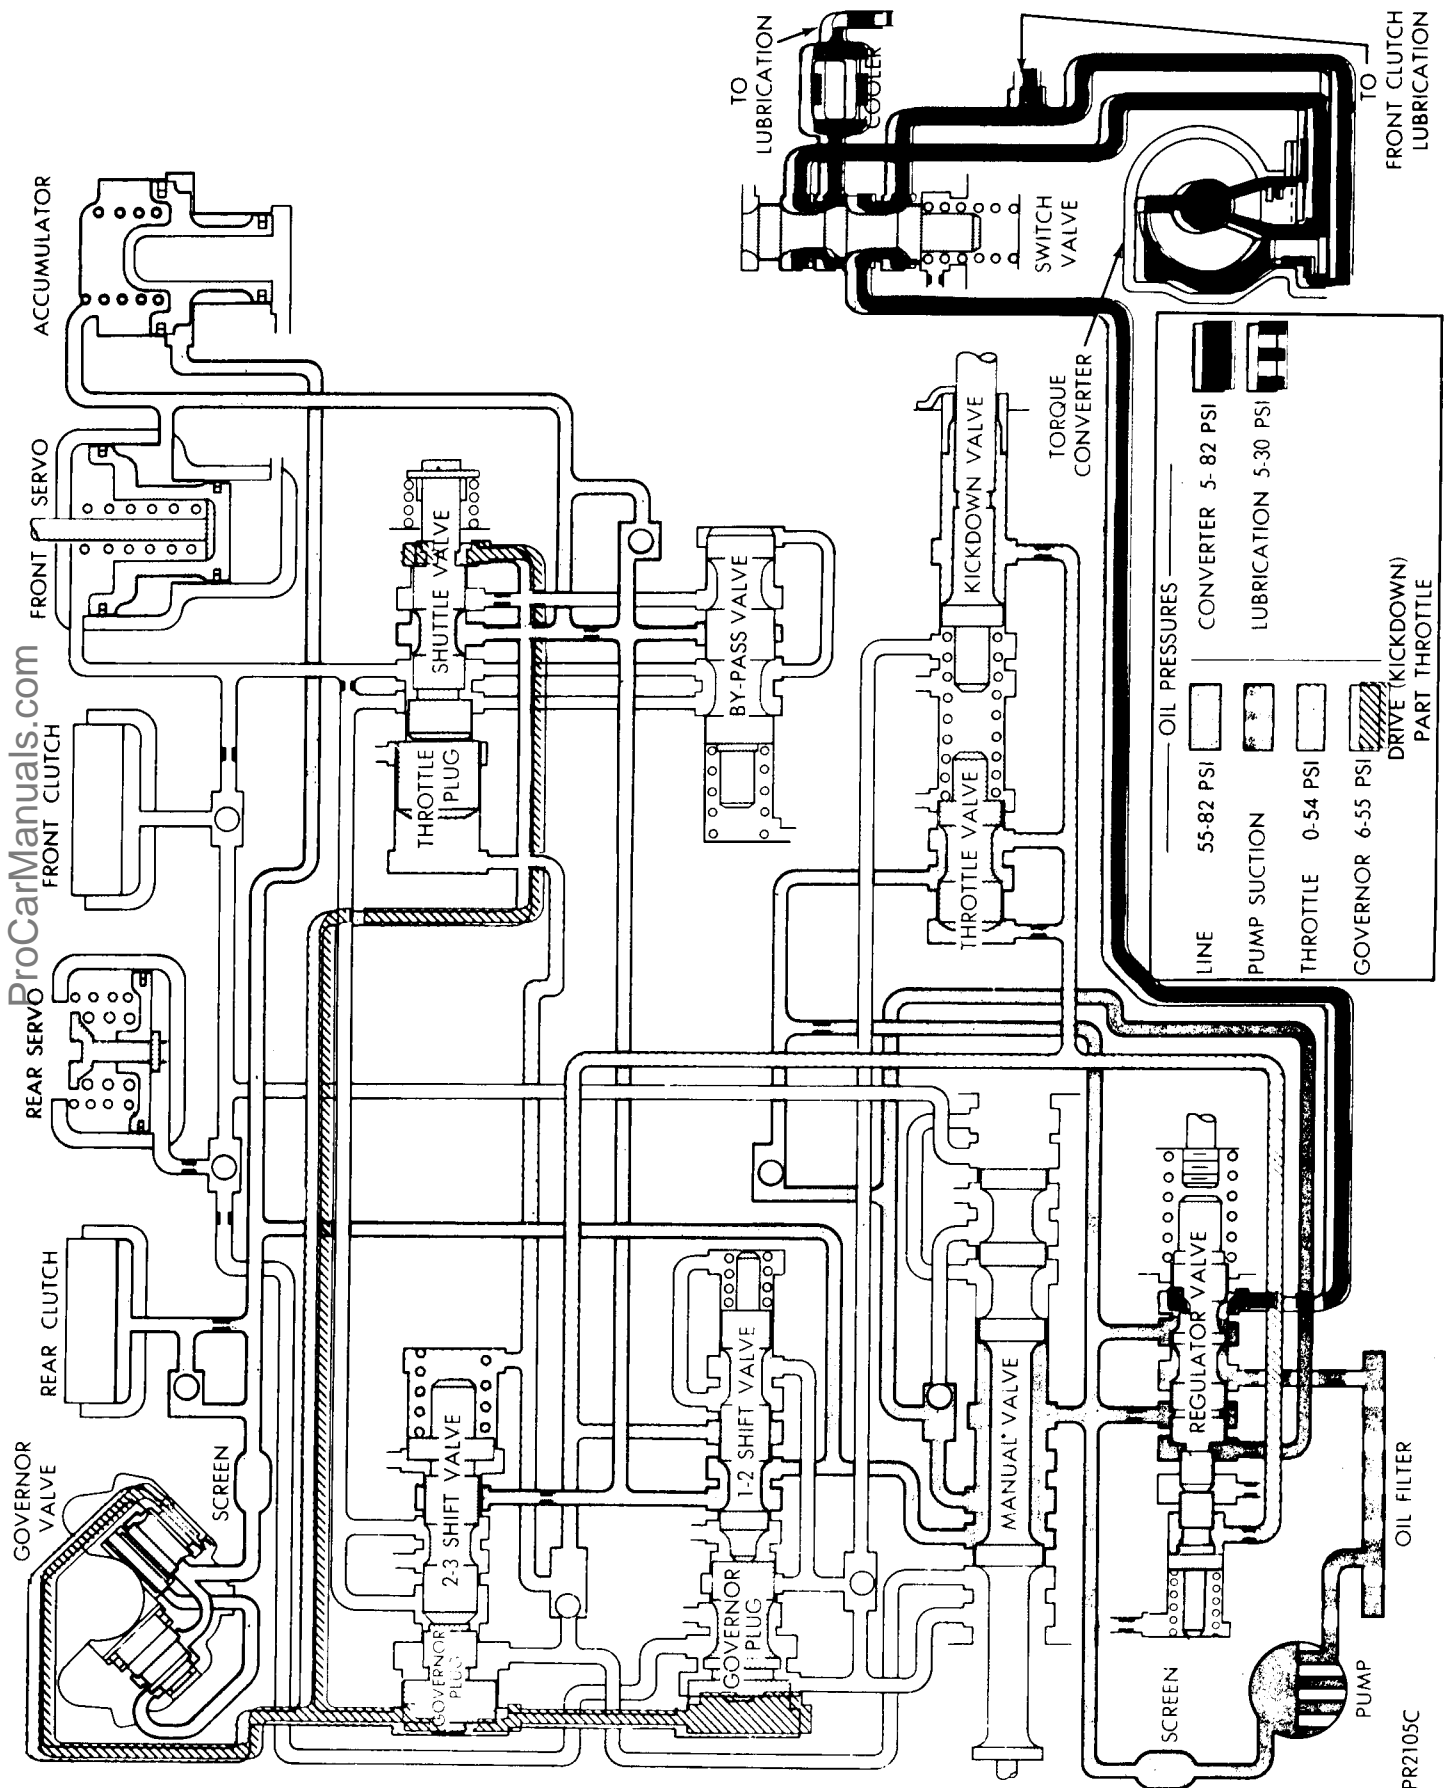 ProCarManuals.com
GOVERNOR
VALVE
REAR CLUTCH
REAR SERVO
FRONT CLUTCH
FRONT SERVO
ACCUMULATOR
SCREEN
2-3 SHIFT VALVE
GOVERNOR
PLUG
THROTTLE
PLUG
SHUTTLE VALVE
BY-PASS VALVE
1-2 SHIFT VALVE
GOVERNOR
PLUG
THROTTLE VALVE
KICKDOWN VALVE
MANUAL VALVE
REGULATOR VALVE
SWITCH
VALVE
TO
LUBRICATION
COOLER
TO
FRONT CLUTCH
LUBRICATION
TORQUE
CONVERTER
OIL PRESSURES
LINE 55-82 PSI
PUMP SUCTION
THROTTLE 0-54 PSI
GOVERNOR 6-55 PSI
CONVERTER 5- 82 PSI
LUBRICATION 5-30 PSI
DRIVE (KICKDOWN)
PART THROTTLE
SCREEN
PUMP
OIL FILTER
PR2105C